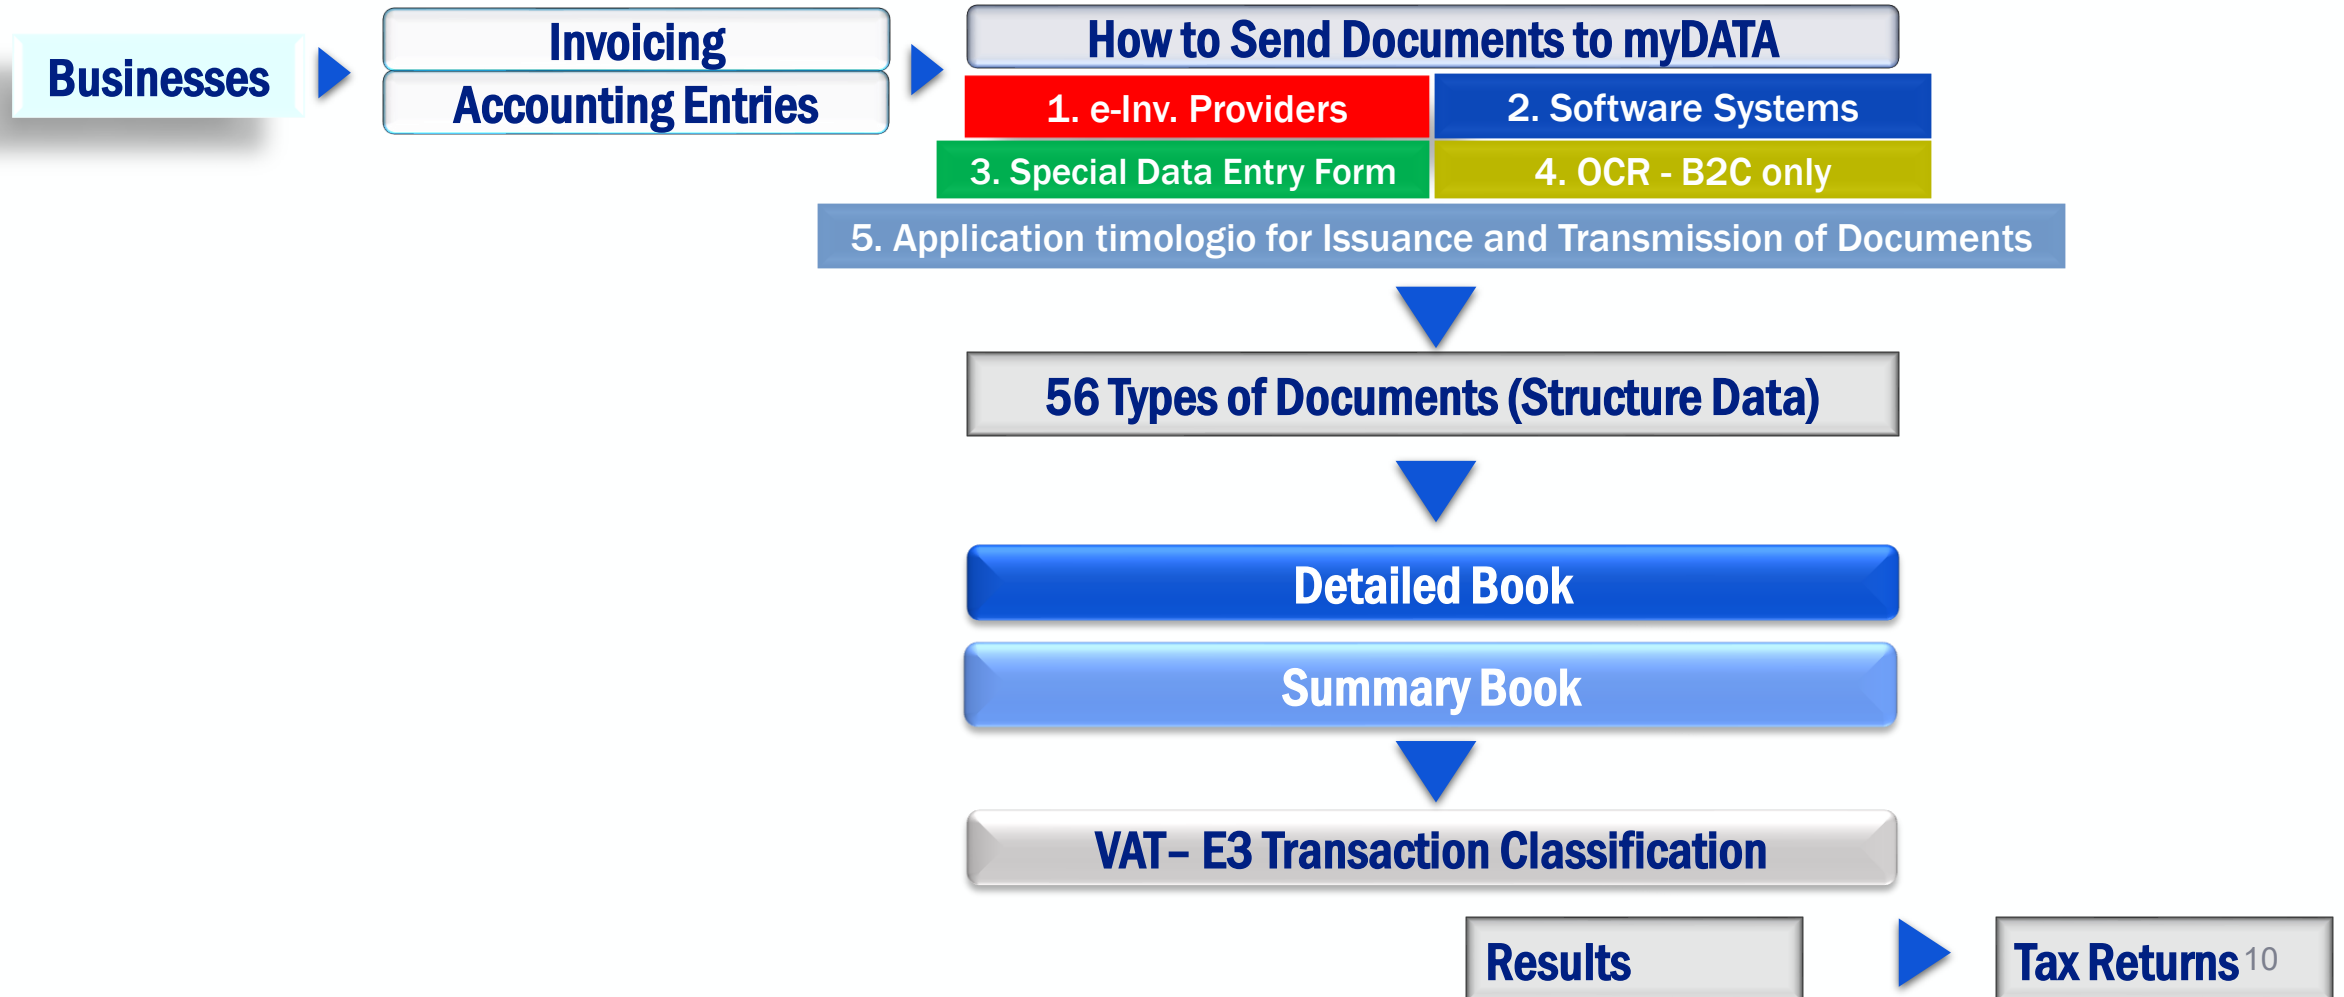 Businesses
Invoicing
Accounting Entries
How to Send Documents to myDATA
1. e-Inv. Providers
2. Software Systems
3. Special Data Entry Form
4. OCR - B2C only
5. Application timologio for Issuance and Transmission of Documents
56 Types of Documents (Structure Data)
Detailed Book
Summary Book
VAT– E3 Transaction Classification
Results
Tax Returns
10